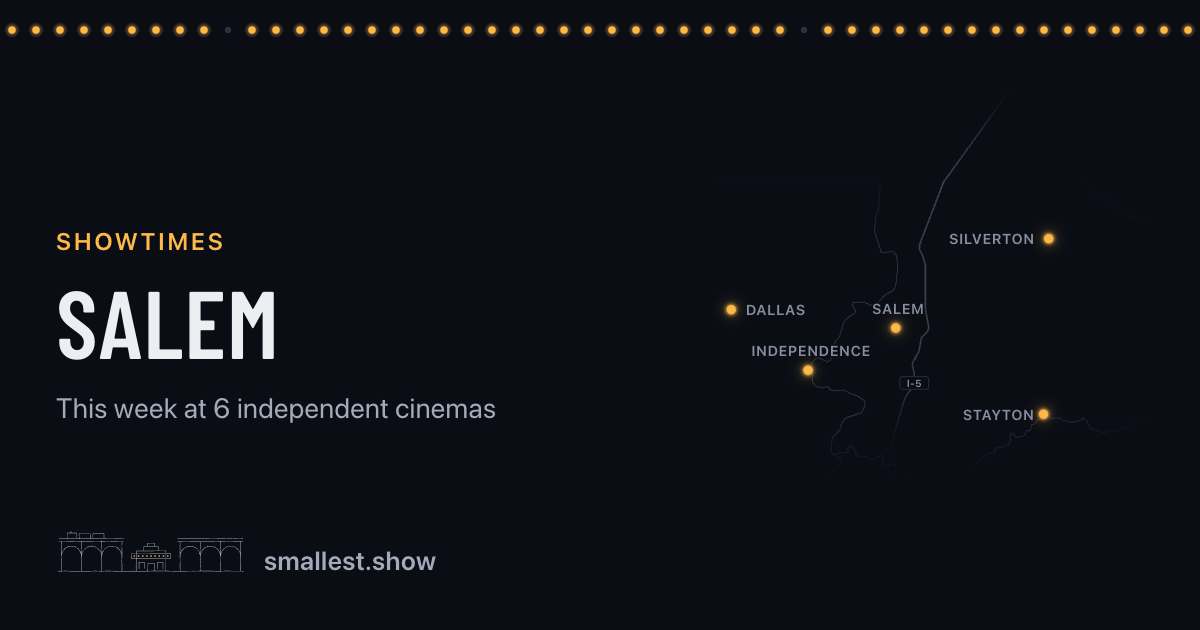 SHOWTIMES
SALEM
This week at 6 independent cinemas
SILVERTON
DALLAS
SALEM
INDEPENDENCE
I-5
STAYTON
smallest.show